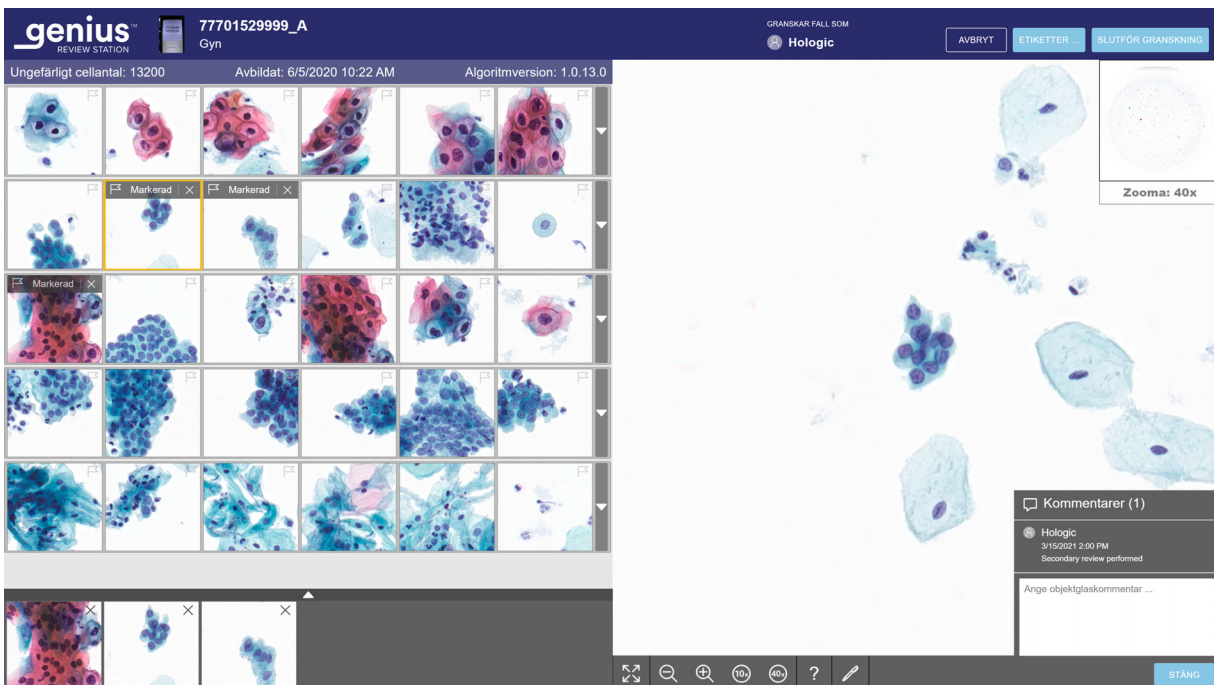 genius™
REVIEW STATION
77701529999_A
Gyn
GRANSKAR FALL SOM
Hologic
AVBRYT
ETIKETTER ...
SLUTFÖR GRANSKNING
Ungefärligt cellantal: 13200
Avbildat: 6/5/2020 10:22 AM
Algoritmversion: 1.0.13.0
Zooma: 40x
Markerad
Markerad
Markerad
Kommentarer (1)
Hologic
3/15/2021 2:00 PM
Secondary review performed
Ange objektglaskommentar ...
10x
40x
?
STÄNG